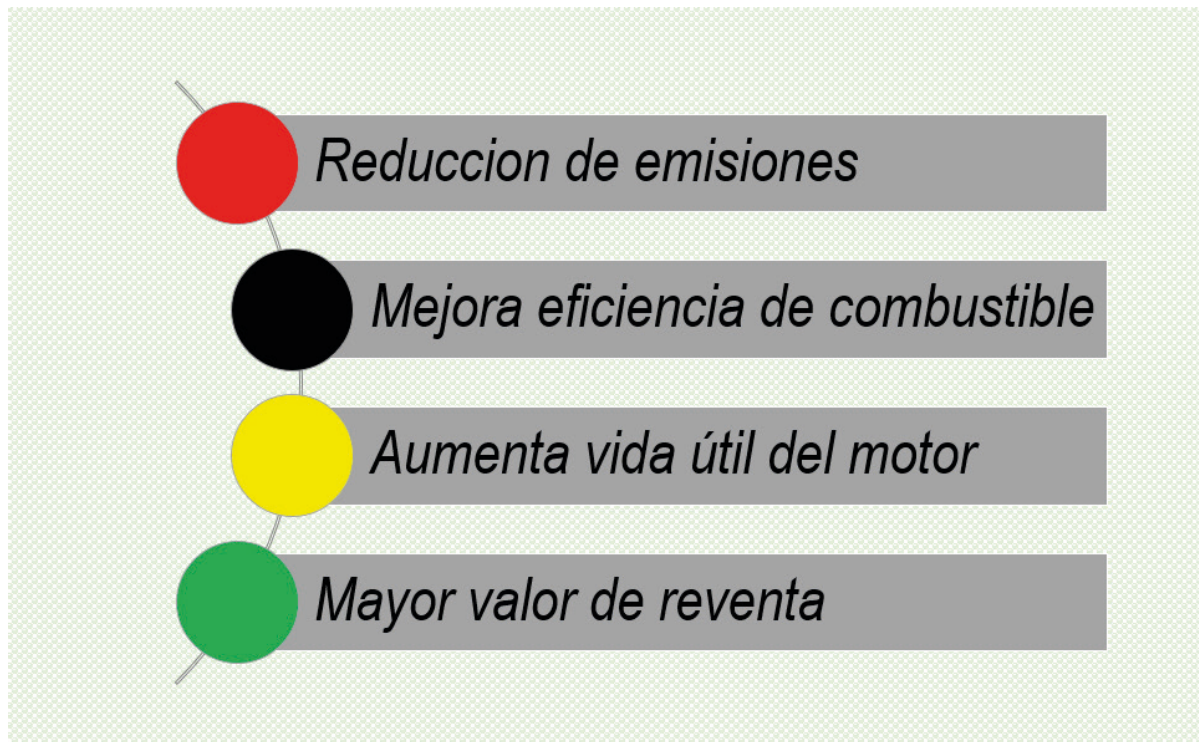 Reduccion de emisiones
Mejora eficiencia de combustible
Aumenta vida útil del motor
Mayor valor de reventa